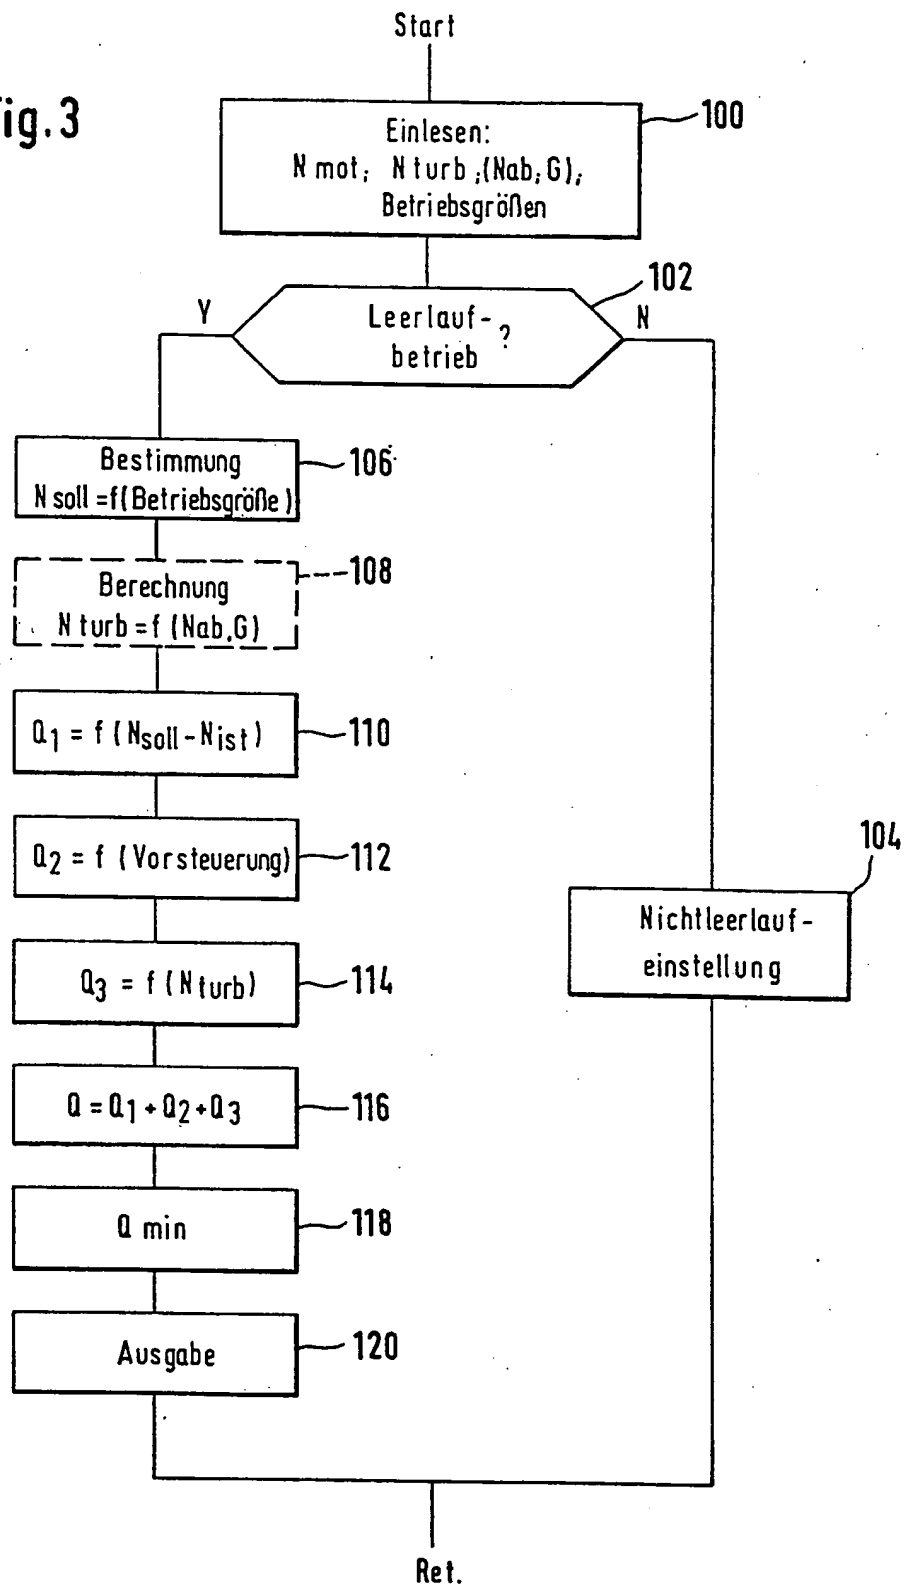 Start
Fig. 3
100
Einlesen:
N mot, N turb ,(Nab, G),
Betriebsgrößen
102
Y
Leerlauf- ?
betrieb
N
106
Bestimmung
N soll =f(Betriebsgröße)
108
Berechnung
N turb = f (Nab,G)
Q1 = f (Nsoll-Nist)
110
Q2 = f (Vorsteuerung)
112
104
Nichtleerlauf-
einstellung
Q3 = f (Nturb)
114
Q = Q1 + Q2 + Q3
116
Q min
118
Ausgabe
120
Ret.